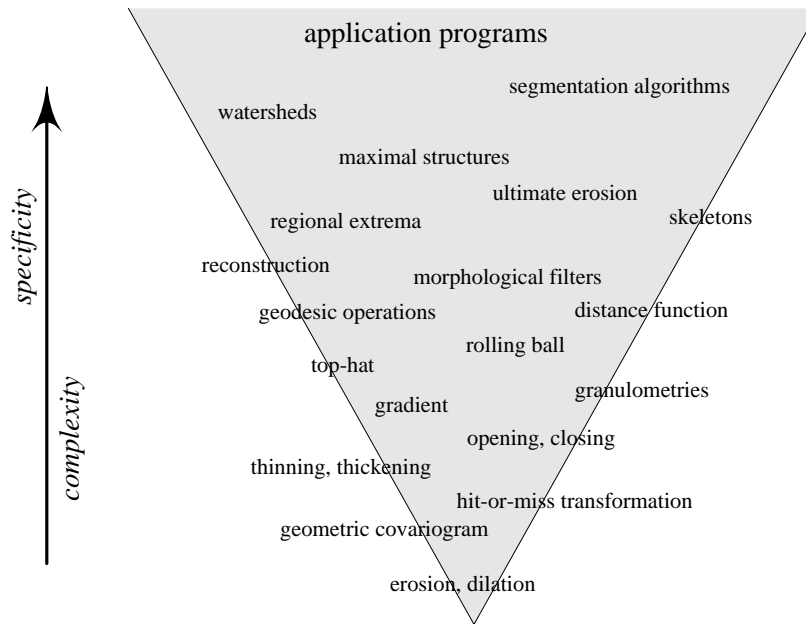 application programs
segmentation algorithms
watersheds
maximal structures
ultimate erosion
skeletons
regional extrema
reconstruction
morphological filters
geodesic operations
distance function
rolling ball
top-hat
granulometries
gradient
opening, closing
thinning, thickening
hit-or-miss transformation
geometric covariogram
erosion, dilation
specificity
complexity